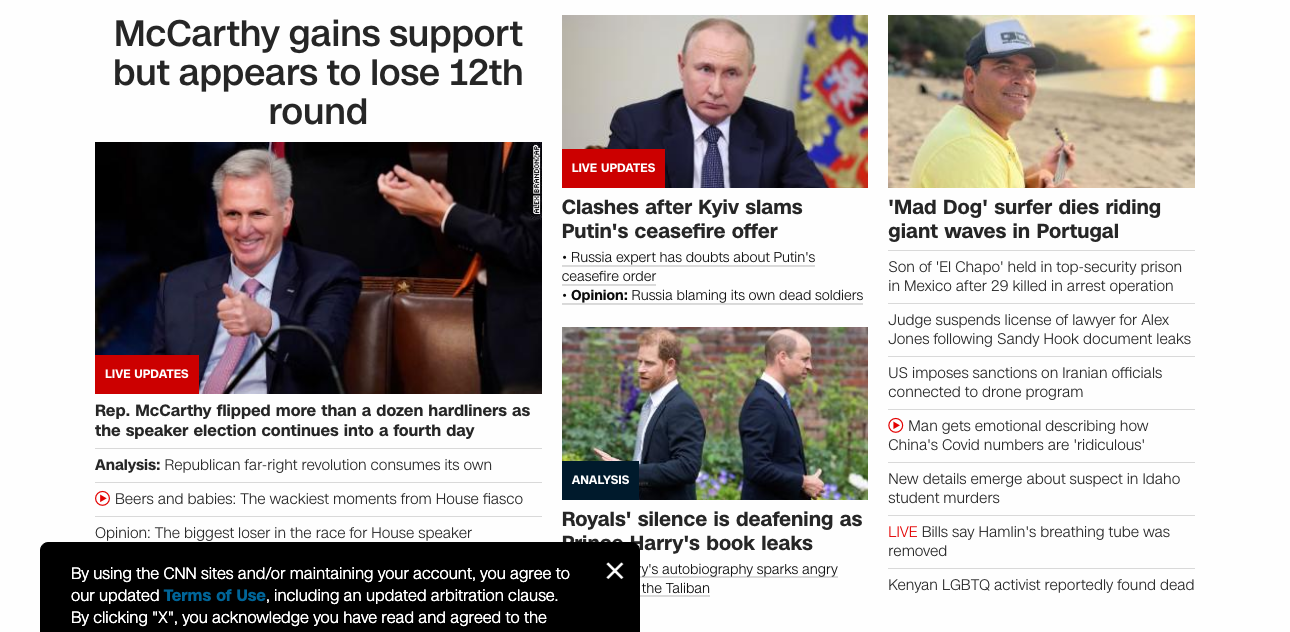 McCarthy gains support
but appears to lose 12th
round
ALEX BRANDON/AP
LIVE UPDATES
Rep. McCarthy flipped more than a dozen hardliners as
the speaker election continues into a fourth day
Analysis: Republican far-right revolution consumes its own
Beers and babies: The wackiest moments from House fiasco
Opinion: The biggest loser in the race for House speaker
LIVE UPDATES
Clashes after Kyiv slams
Putin's ceasefire offer
• Russia expert has doubts about Putin's
ceasefire order
• Opinion: Russia blaming its own dead soldiers
ANALYSIS
Royals' silence is deafening as
Prince Harry's book leaks
ry's autobiography sparks angry
the Taliban
'Mad Dog' surfer dies riding
giant waves in Portugal
Son of 'El Chapo' held in top-security prison
in Mexico after 29 killed in arrest operation
Judge suspends license of lawyer for Alex
Jones following Sandy Hook document leaks
US imposes sanctions on Iranian officials
connected to drone program
Man gets emotional describing how
China's Covid numbers are 'ridiculous'
New details emerge about suspect in Idaho
student murders
LIVE Bills say Hamlin's breathing tube was
removed
Kenyan LGBTQ activist reportedly found dead
By using the CNN sites and/or maintaining your account, you agree to
our updated Terms of Use, including an updated arbitration clause.
By clicking "X", you acknowledge you have read and agreed to the